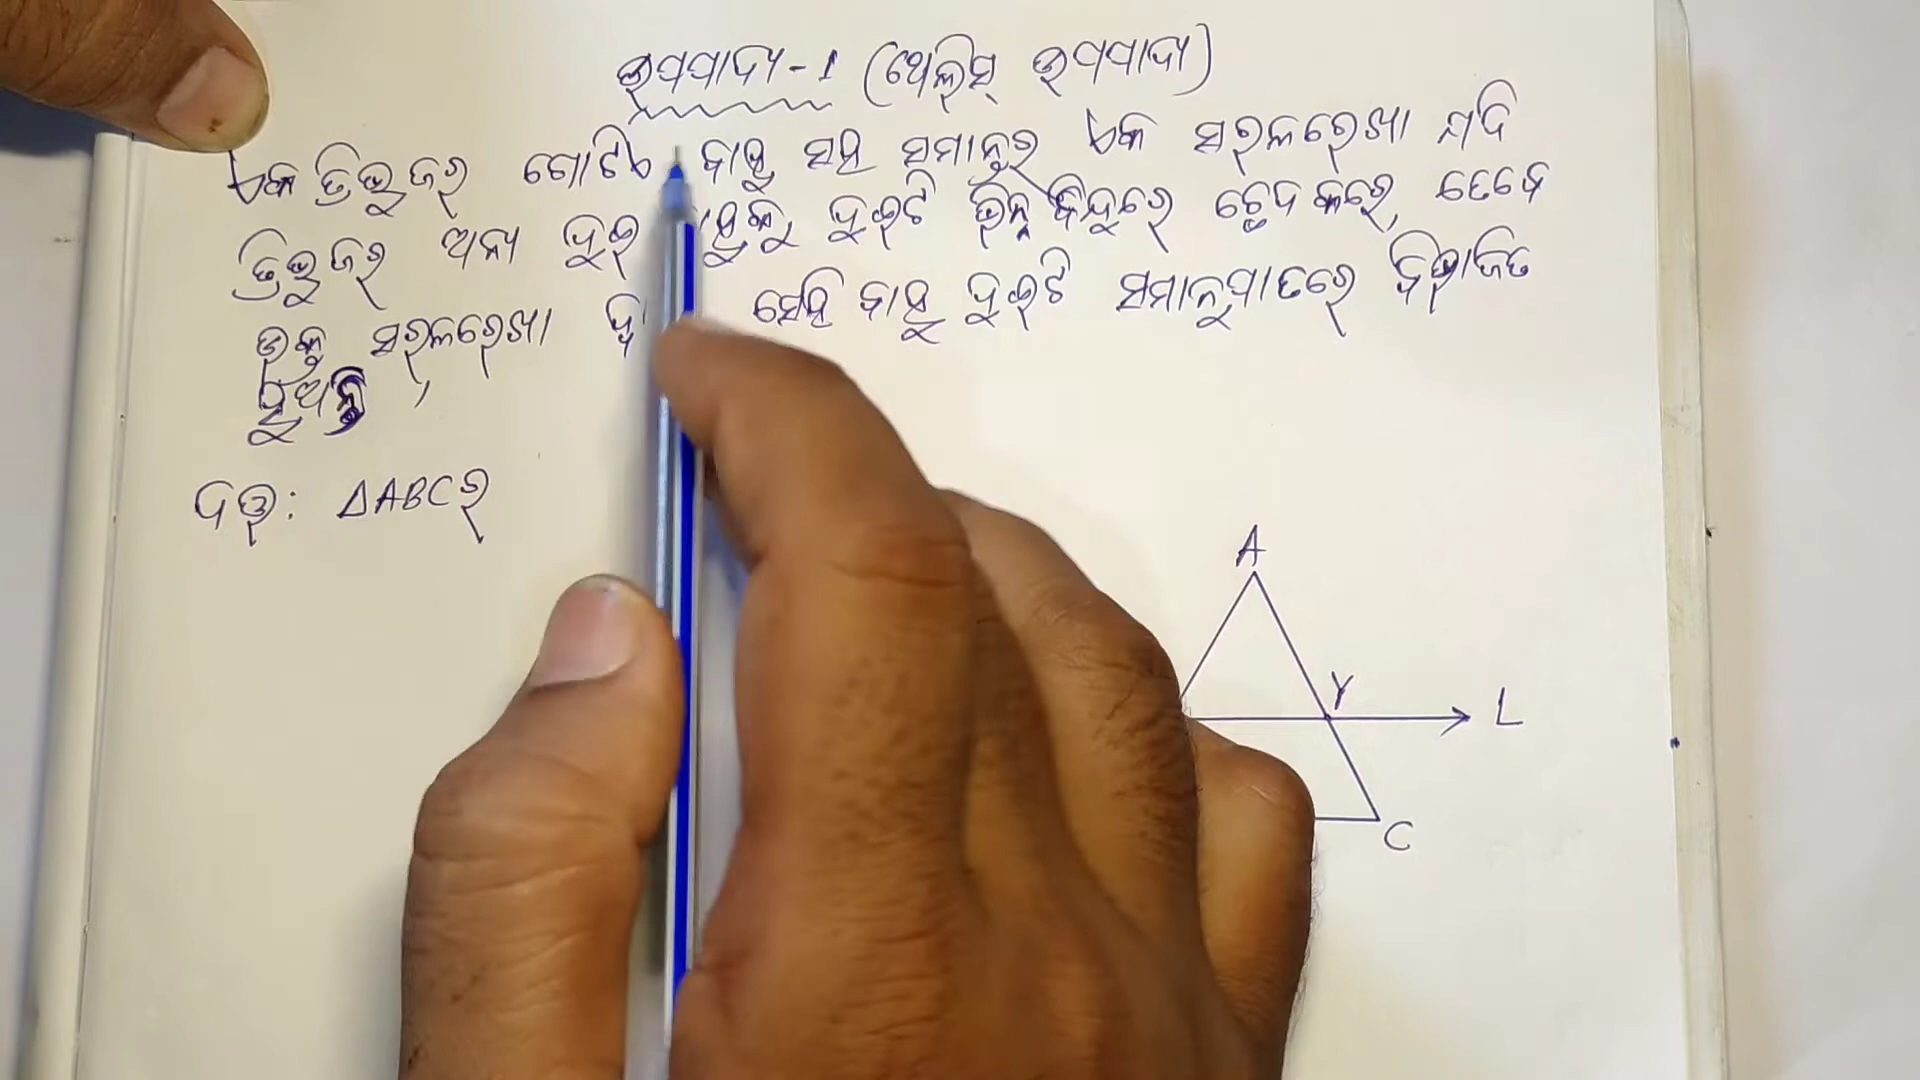 ଉପପାଦ୍ୟ-1 (ଥେଲିସ୍ ଉପପାଦ୍ୟ)
ଏକ ତ୍ରିଭୁଜର ଗୋଟିଏ ବାହୁ ସହ ସମାନ୍ତର ଏକ ସରଳରେଖା ଯଦି
ତ୍ରିଭୁଜର ଅନ୍ୟ ଦୁଇ ଦୁଇଟି ଭିନ୍ନ ବିନ୍ଦୁରେ ଛେଦ କରେ, ତେବେ
ଉକ୍ତ ସରଳରେଖା ସେହି ବାହୁ ଦୁଇଟି ସମାନୁପାତରେ ବିଭାଜିତ
ହୁଅନ୍ତି ,
ଦତ୍ତ: ΔABCର
A
Y
L
C